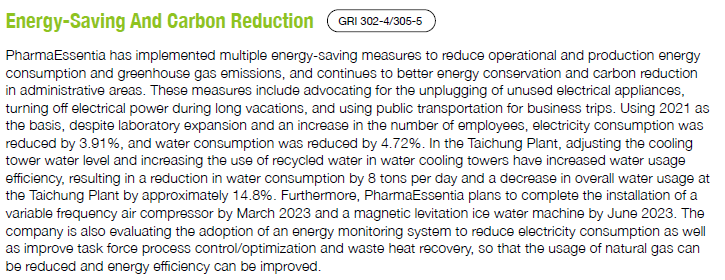 Energy-Saving And Carbon Reduction GRI 302-4/305-5
PharmaEssentia has implemented multiple energy-saving measures to reduce operational and production energy
consumption and greenhouse gas emissions, and continues to better energy conservation and carbon reduction
in administrative areas. These measures include advocating for the unplugging of unused electrical appliances,
turning off electrical power during long vacations, and using public transportation for business trips. Using 2021 as
the basis, despite laboratory expansion and an increase in the number of employees, electricity consumption was
reduced by 3.91%, and water consumption was reduced by 4.72%. In the Taichung Plant, adjusting the cooling
tower water level and increasing the use of recycled water in water cooling towers have increased water usage
efficiency, resulting in a reduction in water consumption by 8 tons per day and a decrease in overall water usage at
the Taichung Plant by approximately 14.8%. Furthermore, PharmaEssentia plans to complete the installation of a
variable frequency air compressor by March 2023 and a magnetic levitation ice water machine by June 2023. The
company is also evaluating the adoption of an energy monitoring system to reduce electricity consumption as well
as improve task force process control/optimization and waste heat recovery, so that the usage of natural gas can
be reduced and energy efficiency can be improved.